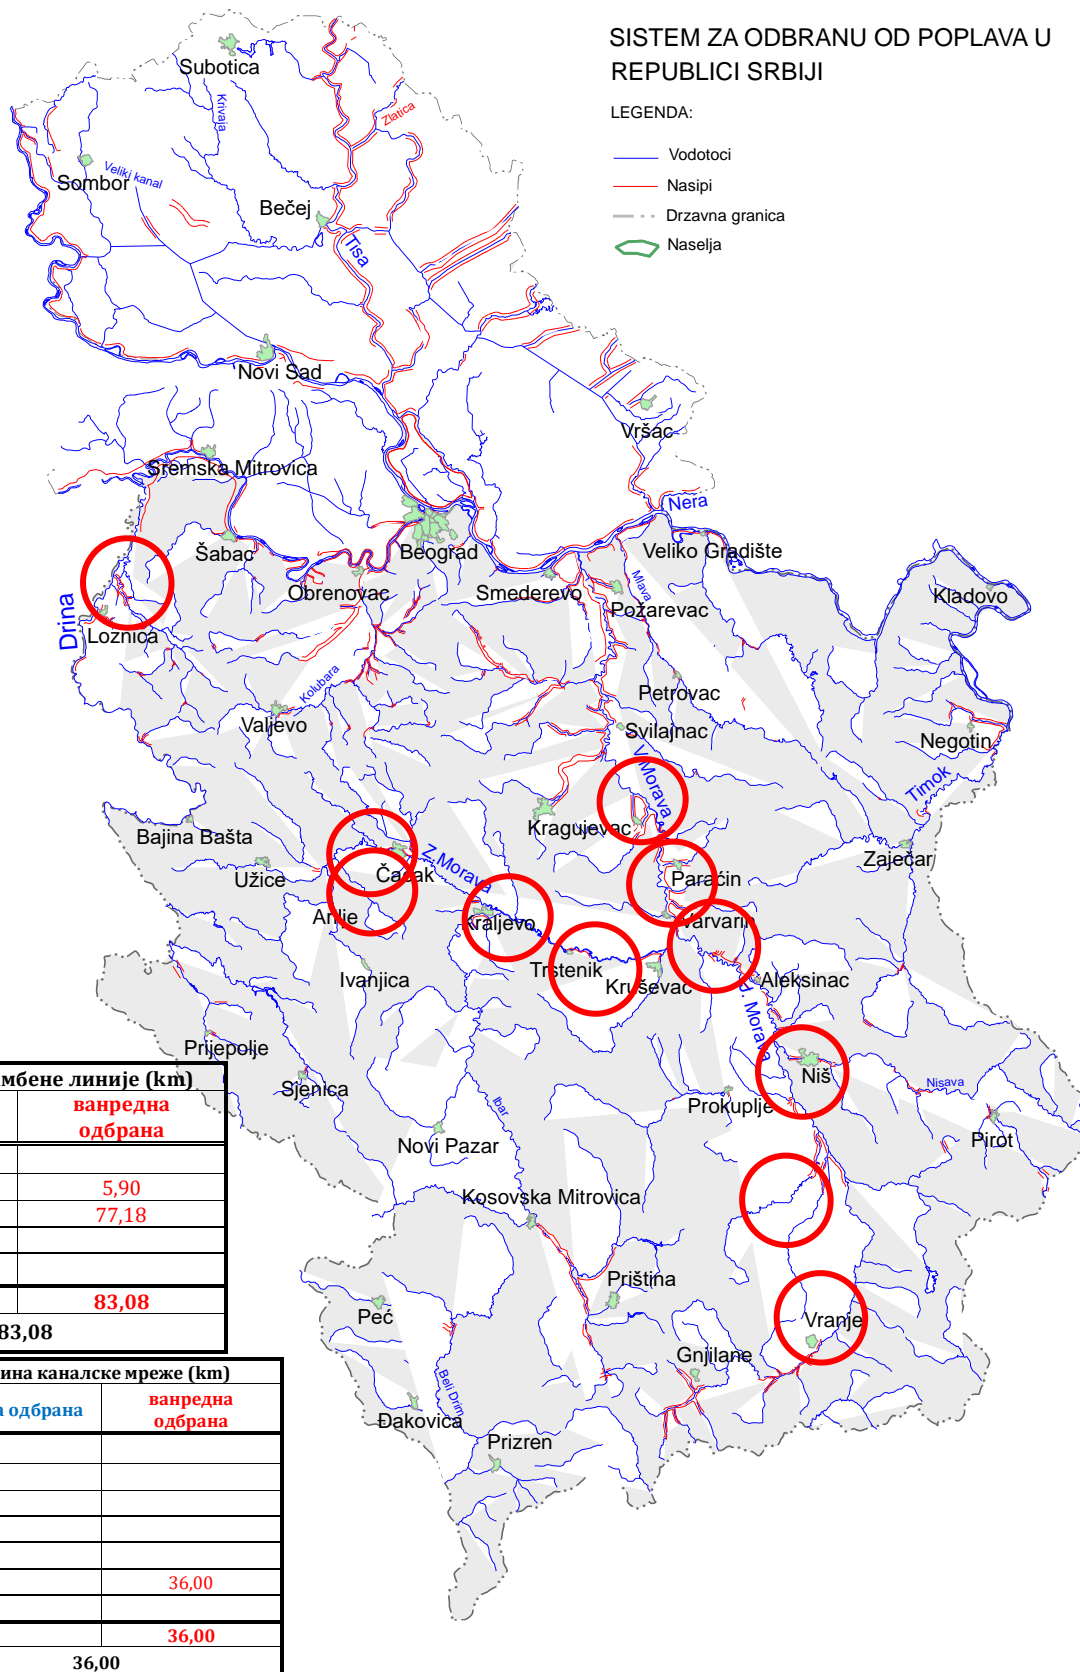 SISTEM ZA ODBRANU OD POPLAVA U
REPUBLICI SRBIJI
LEGENDA:
Vodotoci
Nasipi
Drzavna granica
Naselja
Subotica
Krivaja
Zlatica
Sombor
Veliki kanal
Bečej
Tisa
Novi Sad
Vršac
Sremska Mitrovica
Nera
Šabac
Beograd
Veliko Gradište
Obrenovac
Smederevo
Mlava
Požarevac
Kladovo
Drina
Loznica
Kolubara
Petrovac
Valjevo
Svilajnac
Negotin
V.Morava
Timok
Bajina Bašta
Kragujevac
Z.Morava
Zaječar
Užice
Čačak
Paraćin
Arilje
Kraljevo
Varvarin
Ivanjica
Trstenik
Kruševac
Aleksinac
J. Morava
Prijepolje
Sjenica
Niš
Nisava
Ibar
Prokuplje
Novi Pazar
Pirot
Kosovska Mitrovica
Priština
Peć
Vranje
Gnjilane
Beli Drim
Đakovica
Prizren
мбене линије (km)
ванредна
одбрана
5,90
77,18
83,08
83,08
ина каналске мреже (km)
а одбрана
ванредна
одбрана
36,00
36,00
36,00